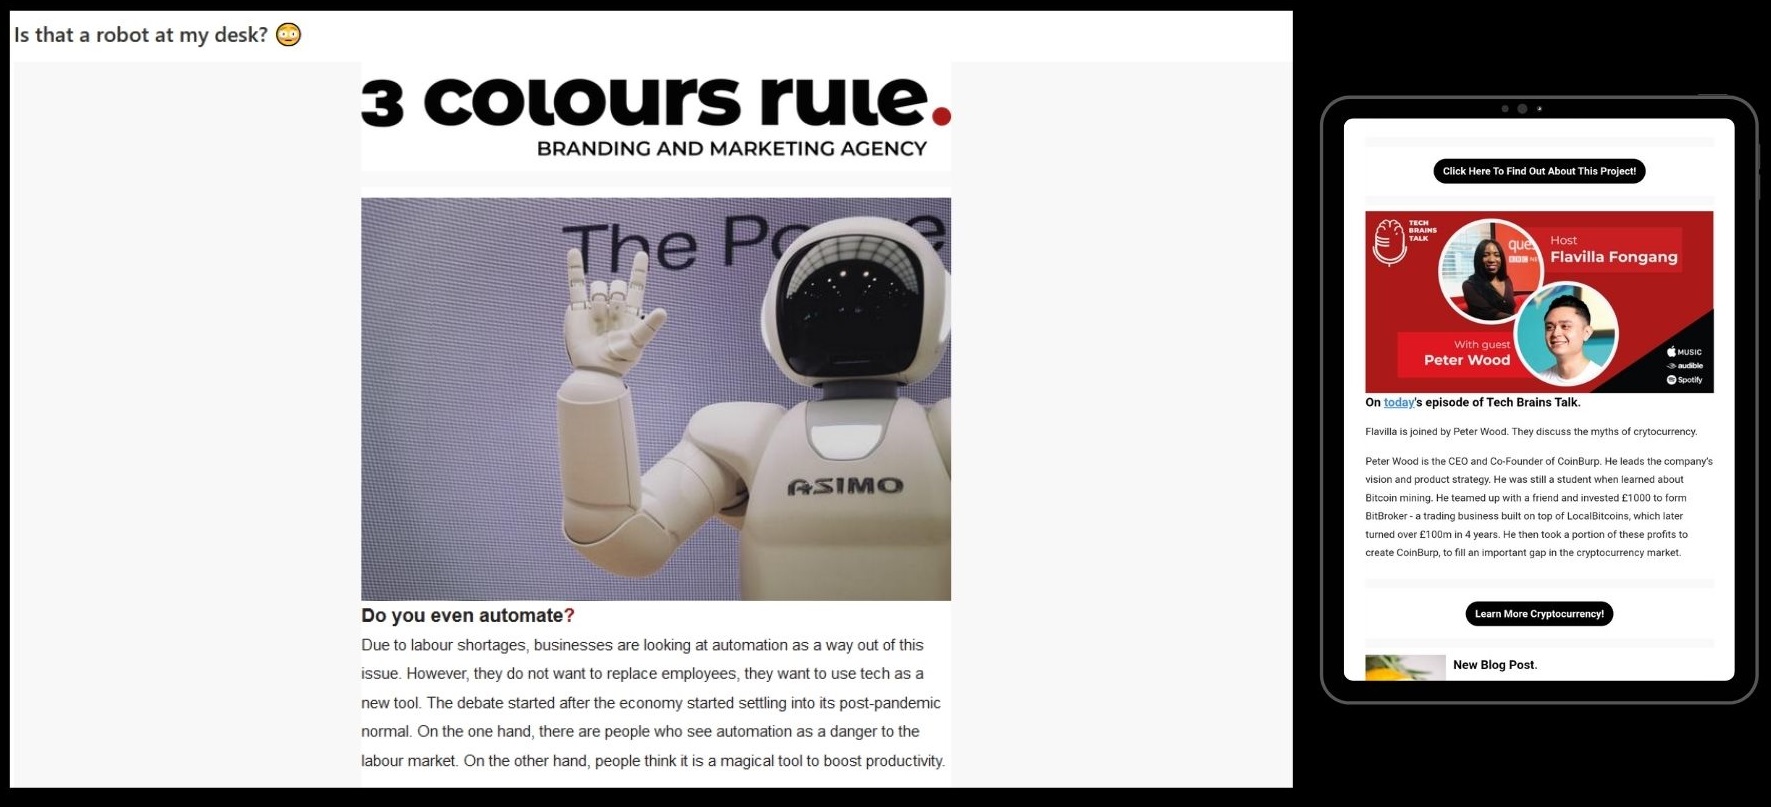 Is that a robot at my desk? 😳
3 colours rule.
BRANDING AND MARKETING AGENCY
The Po e
ASIMO
Do you even automate?
Due to labour shortages, businesses are looking at automation as a way out of this
issue. However, they do not want to replace employees, they want to use tech as a
new tool. The debate started after the economy started settling into its post-pandemic
normal. On the one hand, there are people who see automation as a danger to the
labour market. On the other hand, people think it is a magical tool to boost productivity.
Click Here To Find Out About This Project!
TECH
BRAINS
TALK
que
BBC NE
Host
Flavilla Fongang
With guest
Peter Wood
MUSIC
audible
Spotify
On today's episode of Tech Brains Talk.
Flavilla is joined by Peter Wood. They discuss the myths of crytocurrency.
Peter Wood is the CEO and Co-Founder of CoinBurp. He leads the company's
vision and product strategy. He was still a student when learned about
Bitcoin mining. He teamed up with a friend and invested £1000 to form
BitBroker - a trading business built on top of LocalBitcoins, which later
turned over £100m in 4 years. He then took a portion of these profits to
create CoinBurp, to fill an important gap in the cryptocurrency market.
Learn More Cryptocurrency!
New Blog Post.